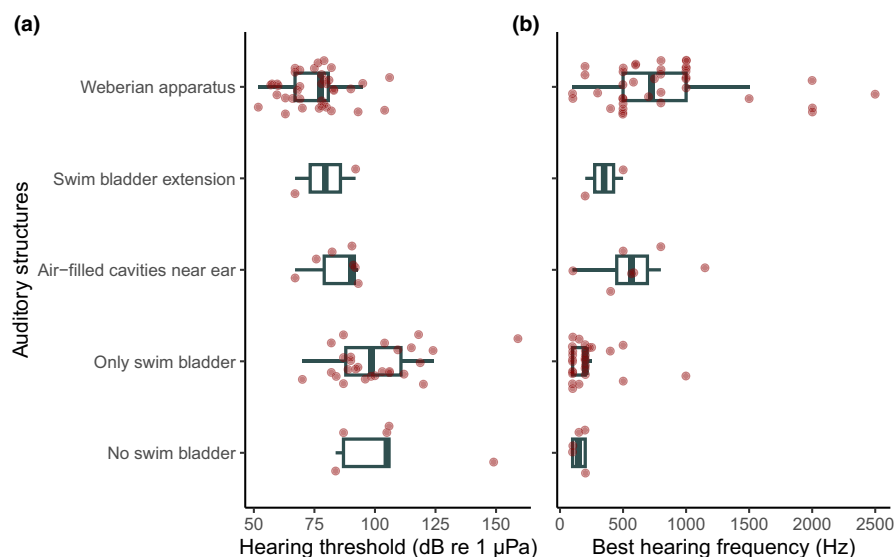 (a)
(b)
Auditory structures
Weberian apparatus
Swim bladder extension
Air−filled cavities near ear
Only swim bladder
No swim bladder
50 75 100 125 150
0 500 1000 1500 2000 2500
Hearing threshold (dB re 1 μPa)
Best hearing frequency (Hz)